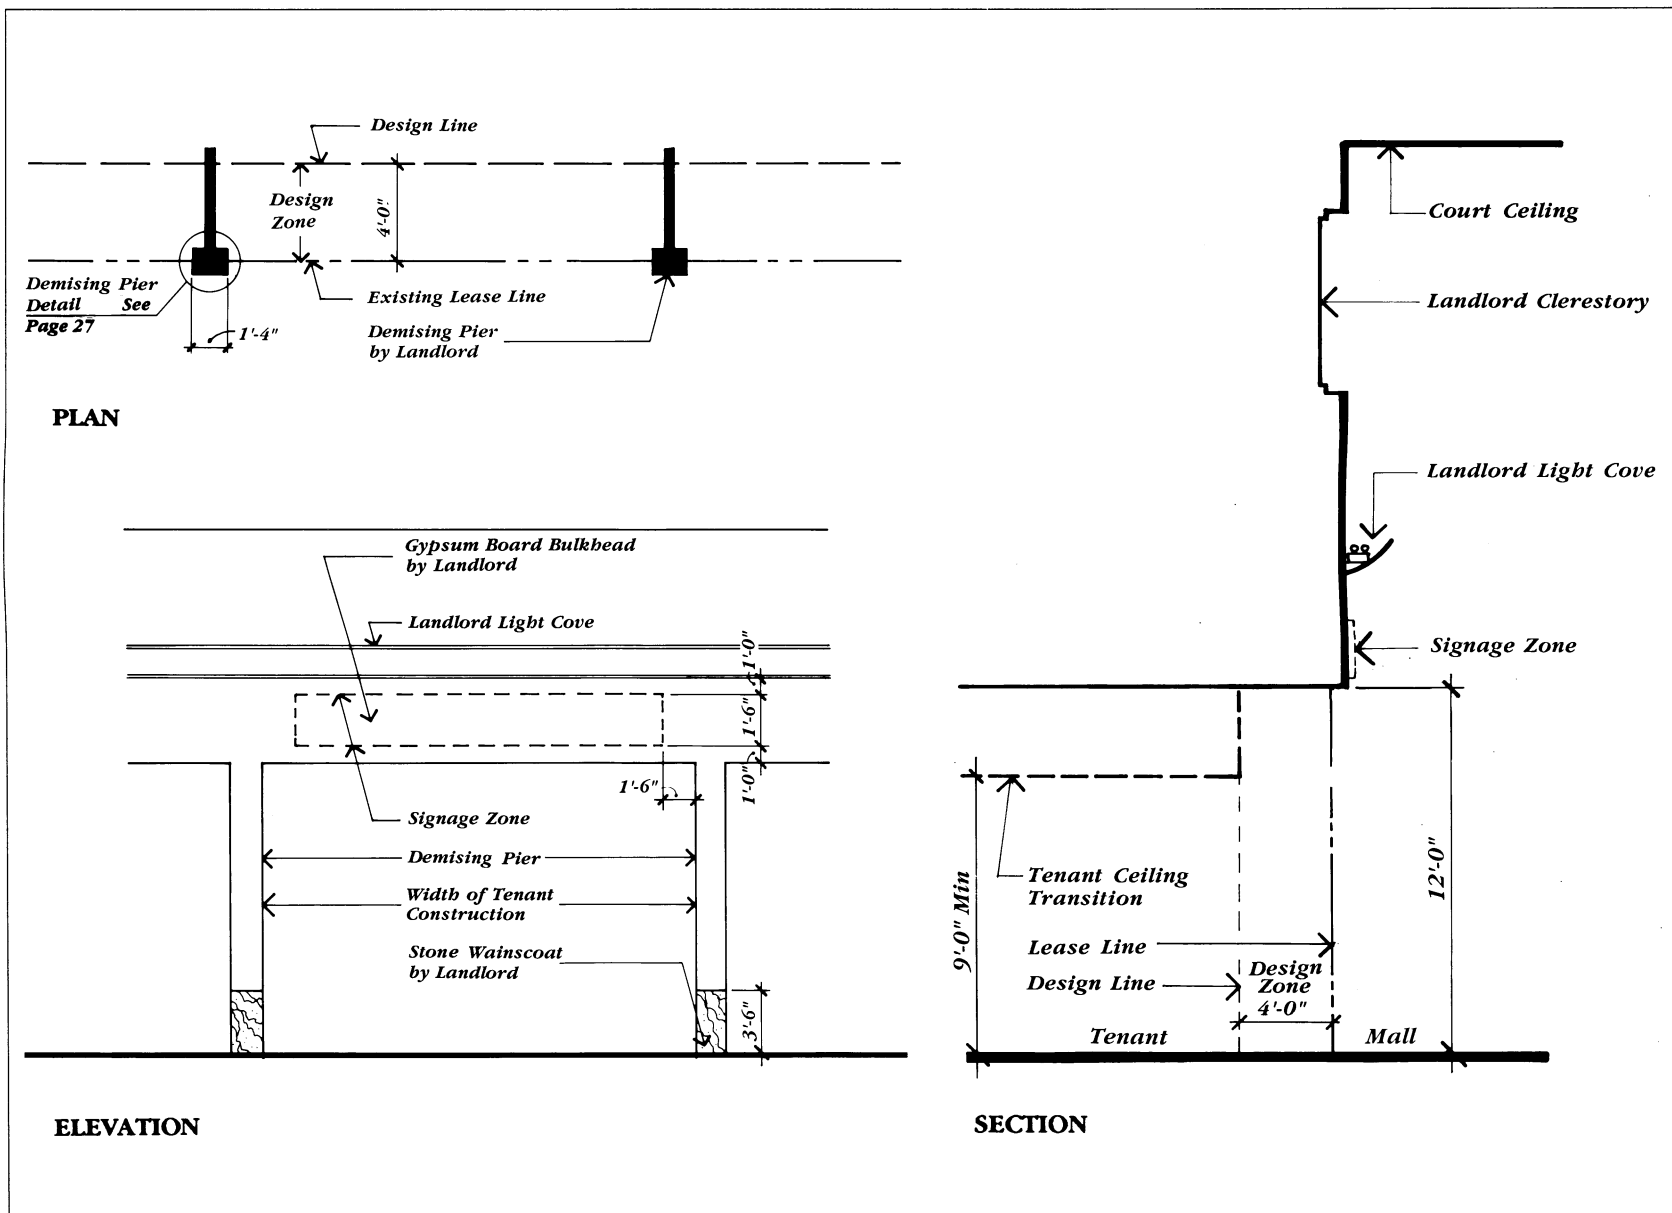 Design Line
Design
Zone
4'-0"
Demising Pier
Detail See
Page 27
Existing Lease Line
1'-4"
Demising Pier
by Landlord
PLAN
Gypsum Board Bulkhead
by Landlord
Landlord Light Cove
1'-0"
1'-6"
1'-0"
1'-6"
Signage Zone
Demising Pier
Width of Tenant
Construction
Stone Wainscoat
by Landlord
3'-6"
ELEVATION
Court Ceiling
Landlord Clerestory
Landlord Light Cove
Signage Zone
Tenant Ceiling
Transition
9'-0" Min
12'-0"
Lease Line
Design Line
Design
Zone
4'-0"
Tenant
Mall
SECTION